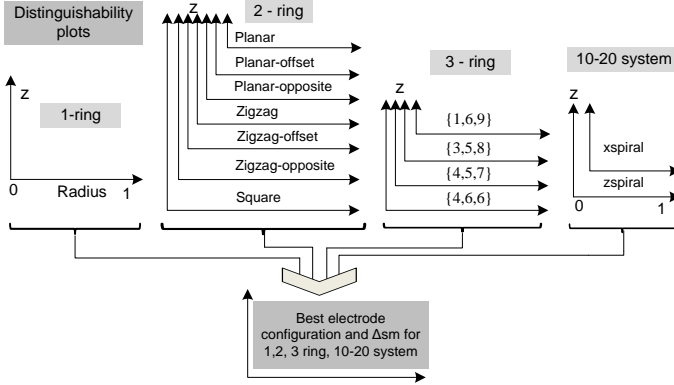 Distinguishability
plots
z
1-ring
0
Radius
1
2 - ring
z
Planar
Planar-offset
Planar-opposite
Zigzag
Zigzag-offset
Zigzag-opposite
Square
3 - ring
z
{1,6,9}
{3,5,8}
{4,5,7}
{4,6,6}
10-20 system
z
xspiral
zspiral
0
1
Best electrode
configuration and Δsm for
1,2, 3 ring, 10-20 system